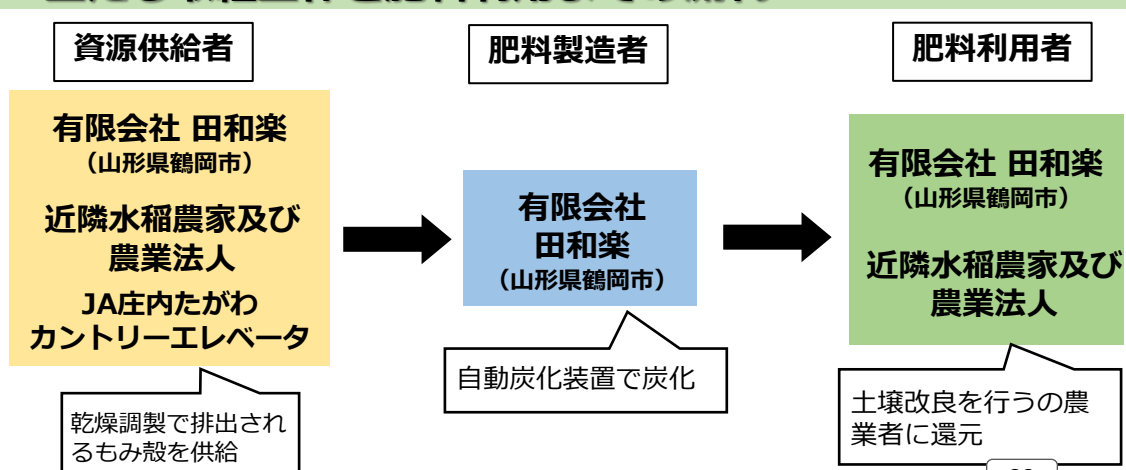 資源供給者
有限会社 田和楽
（山形県鶴岡市）
近隣水稲農家及び
農業法人
JA庄内たがわ
カントリーエレベータ
乾燥調製で排出され
るもみ殻を供給
肥料製造者
有限会社
田和楽
（山形県鶴岡市）
自動炭化装置で炭化
肥料利用者
有限会社 田和楽
（山形県鶴岡市）
近隣水稲農家及び
農業法人
土壌改良を行うの農
業者に還元